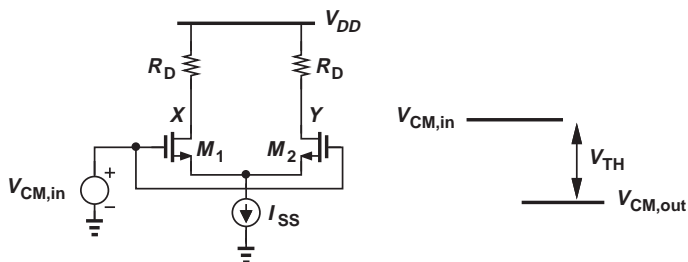 V_DD
R_D
R_D
X
Y
M_1
M_2
V_CM,in
+
−
I_SS
V_CM,in
V_TH
V_CM,out